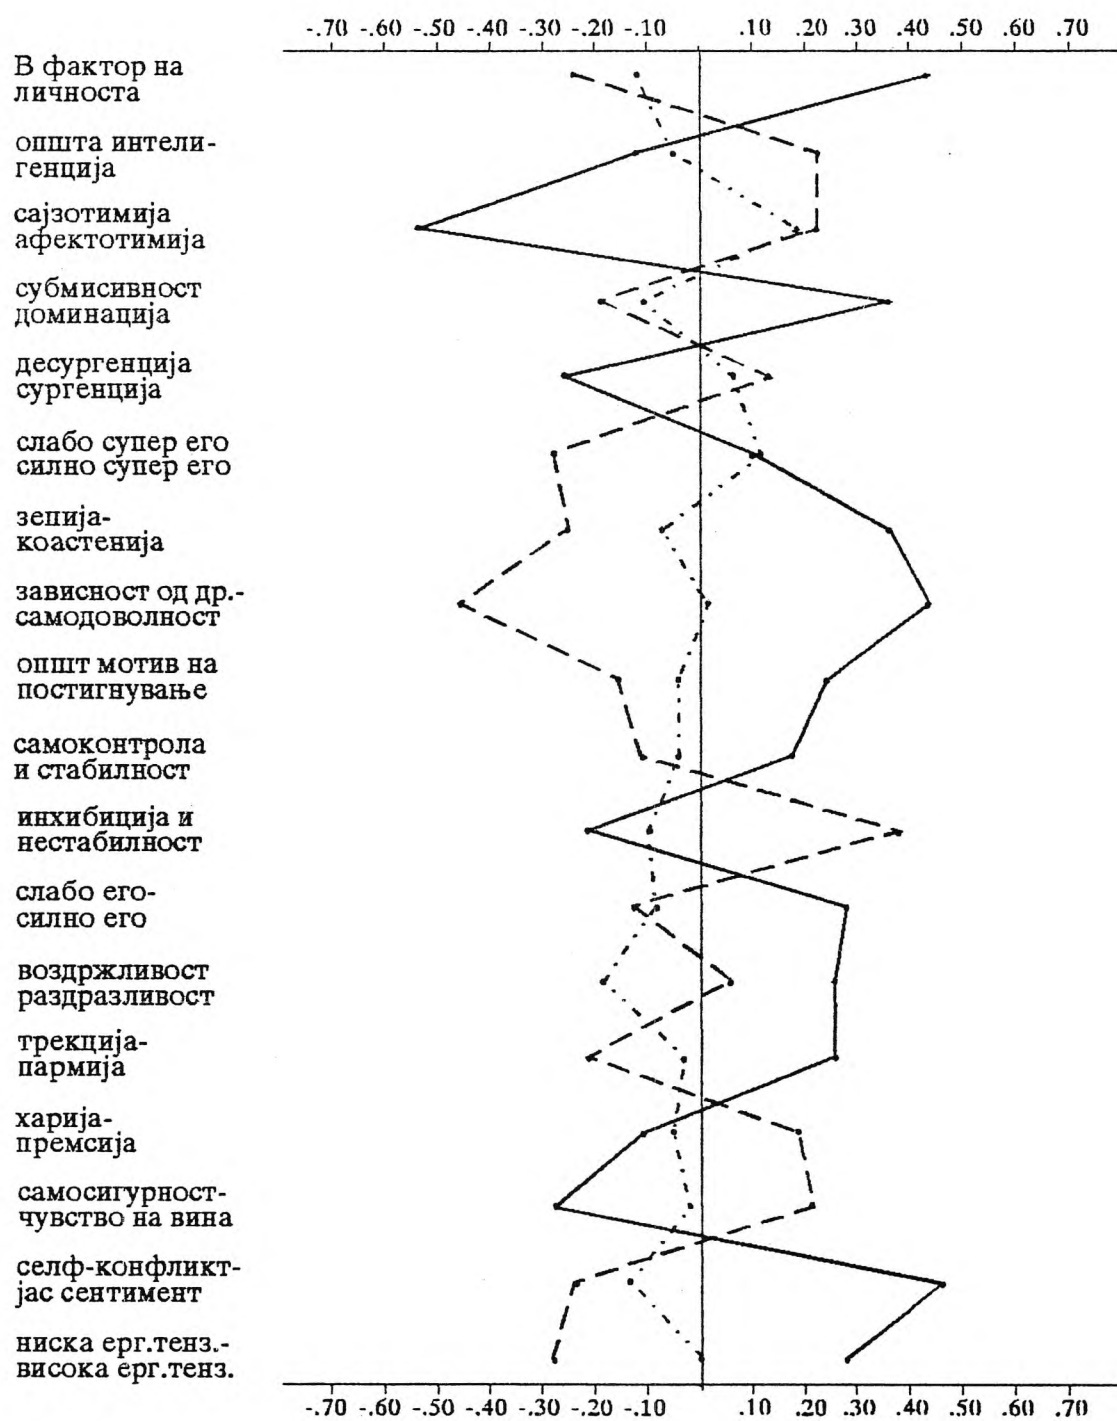 -.70 -.60 -.50 -.40 -.30 -.20 -.10 .10 .20 .30 .40 .50 .60 .70
В фактор на
личноста
општа интели-
генција
сајзотимија
афектотимија
субмисивност
доминација
десургенција
сургенција
слабо супер его
силно супер его
зепија-
коастенија
зависност од др.-
самодоволност
општ мотив на
постигнување
самоконтрола
и стабилност
инхибиција и
нестабилност
слабо его-
силно его
воздржливост
раздразливост
трекција-
пармија
харија-
премсија
самосигурност-
чувство на вина
селф-конфликт-
јас сентимент
ниска ерг.тенз.-
висока ерг.тенз.
-.70 -.60 -.50 -.40 -.30 -.20 -.10 .10 .20 .30 .40 .50 .60 .70